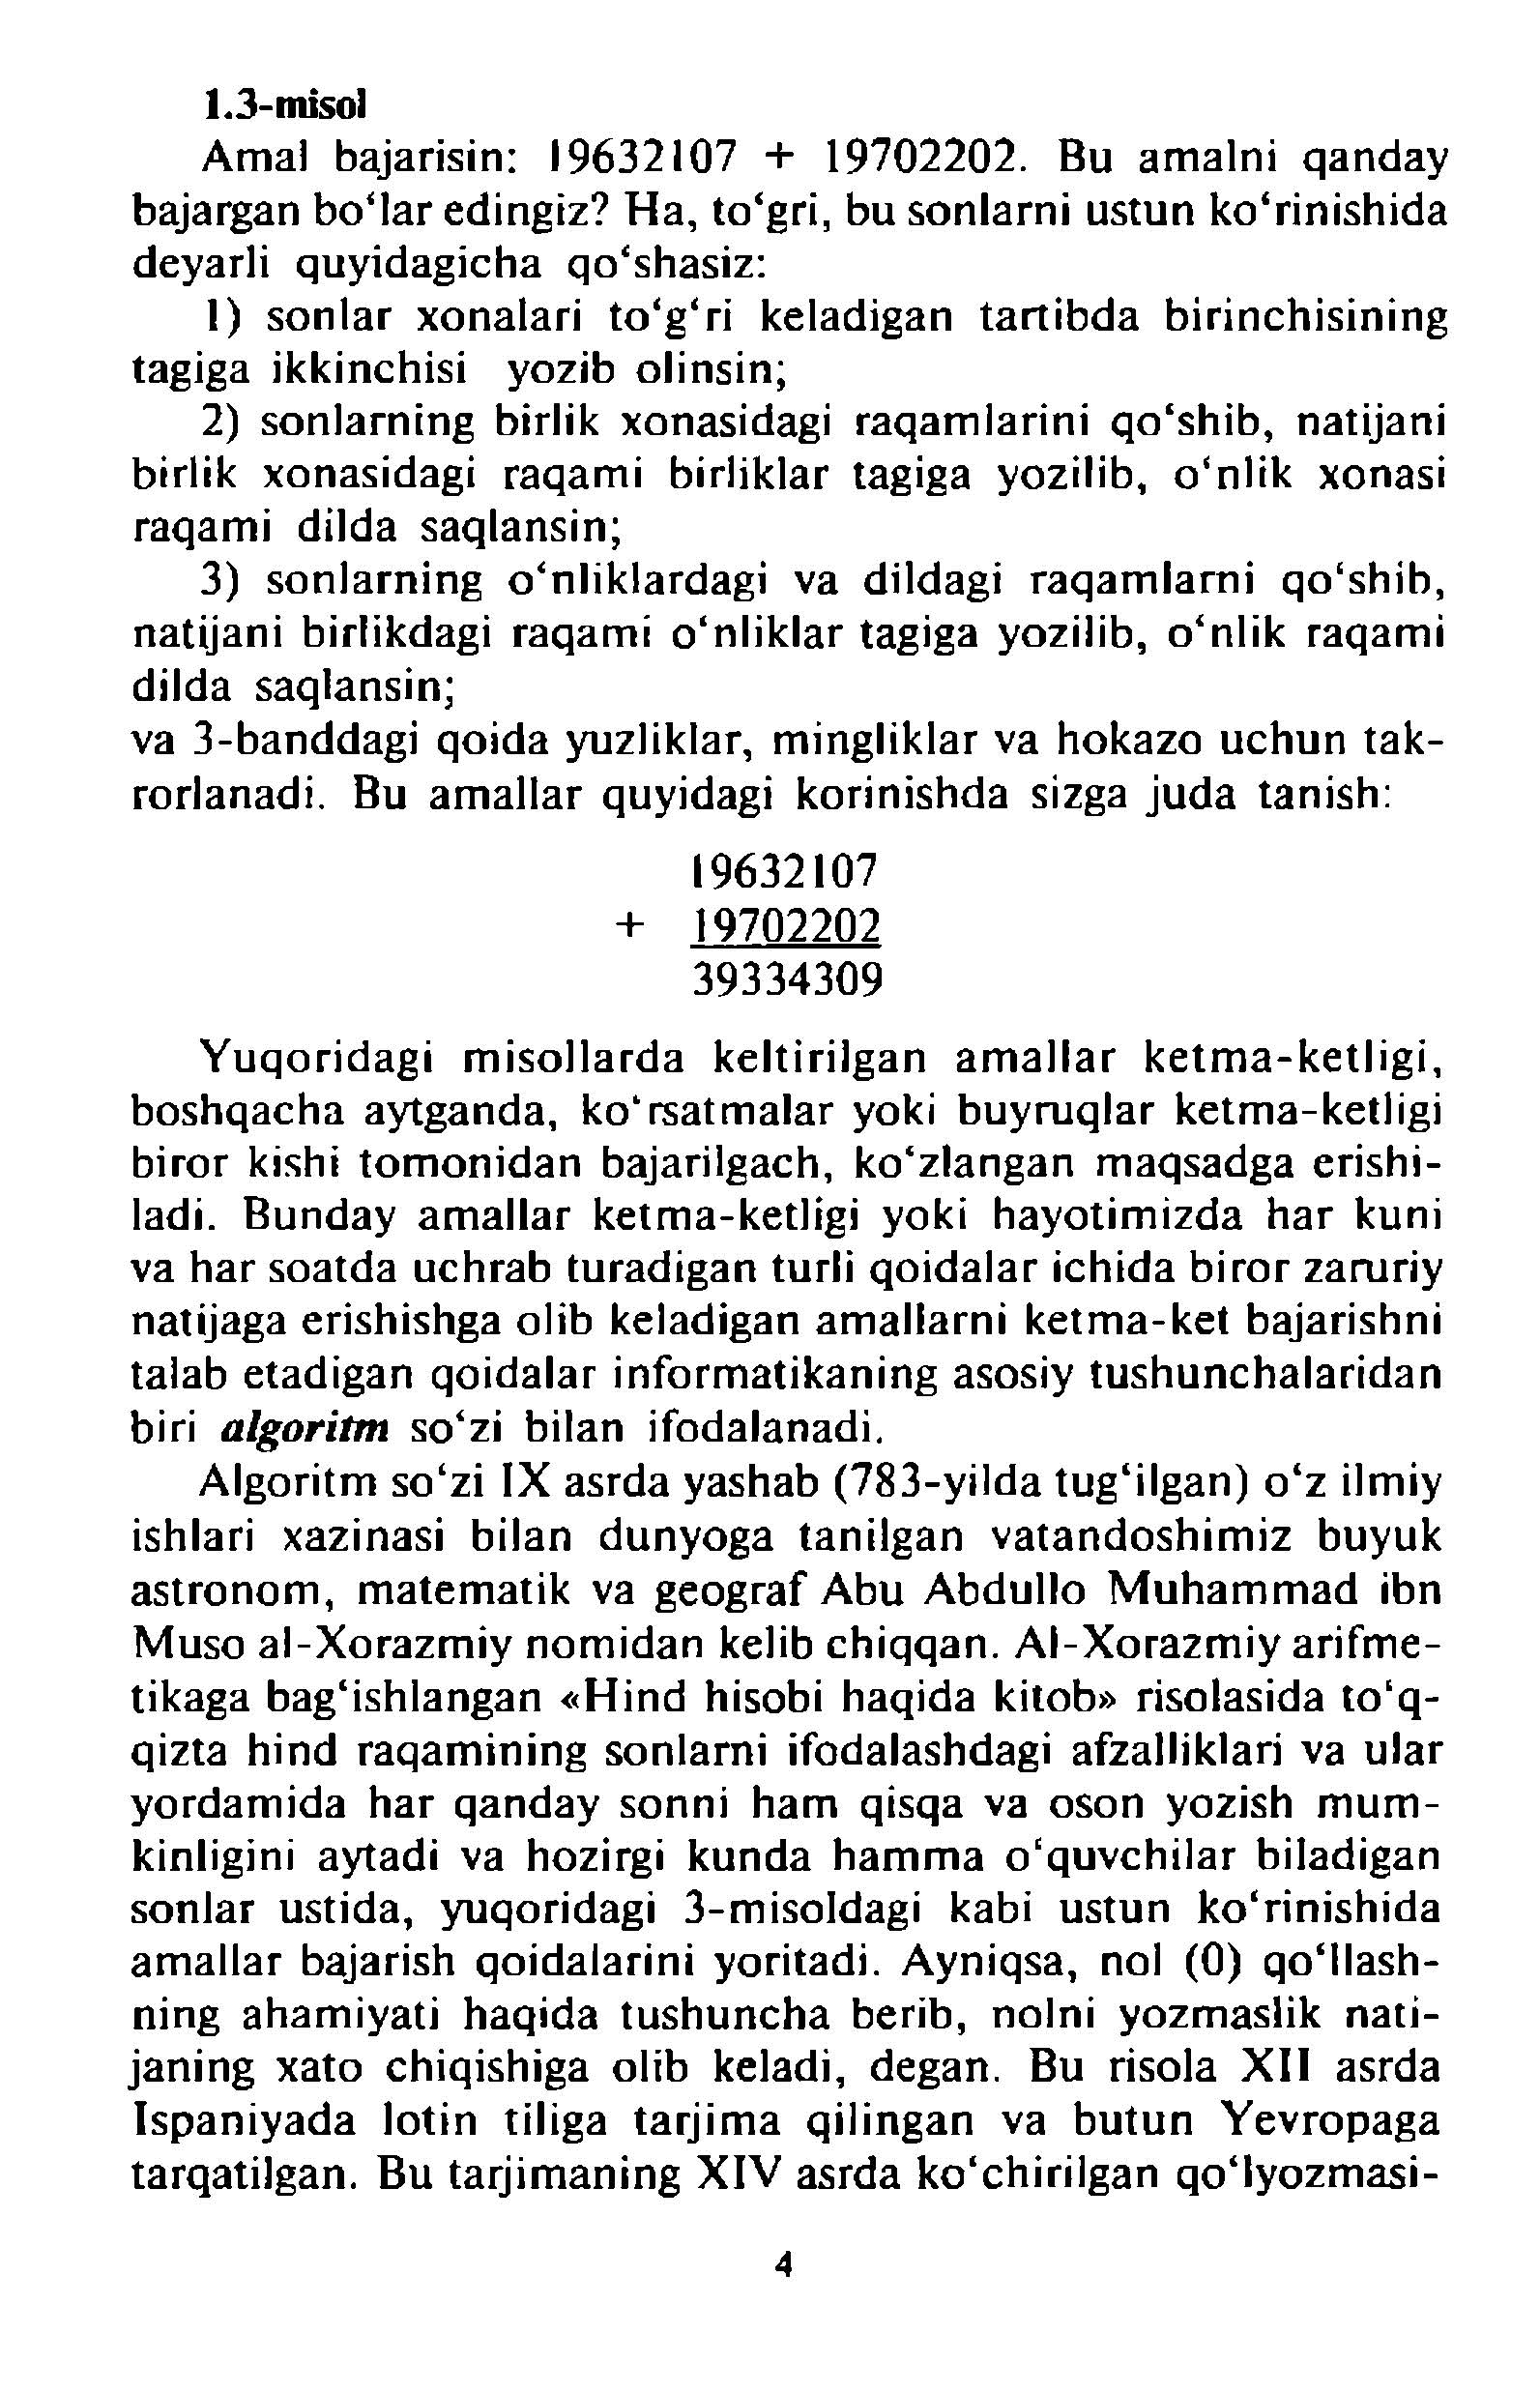 1.3-misol
Amal bajarisin: 19632107 + 19702202. Bu amalni qanday
bajargan bo‘lar edingiz? Ha, to‘gri, bu sonlarni ustun ko‘rinishida
deyarli quyidagicha qo‘shasiz:
1) sonlar xonalari to‘g‘ri keladigan tartibda birinchisining
tagiga ikkinchisi yozib olinsin;
2) sonlarning birlik xonasidagi raqamlarini qo‘shib, natijani
birlik xonasidagi raqami birliklar tagiga yozilib, o‘nlik xonasi
raqami dilda saqlansin;
3) sonlarning o‘nliklardagi va dildagi raqamlarni qo‘shib,
natijani birlikdagi raqami o‘nliklar tagiga yozilib, o‘nlik raqami
dilda saqlansin;
va 3-banddagi qoida yuzliklar, mingliklar va hokazo uchun tak-
rorlanadi. Bu amallar quyidagi korinishda sizga juda tanish:
19632107
+ 19702202
39334309
Yuqoridagi misollarda keltirilgan amallar ketma-ketligi,
boshqacha aytganda, ko‘rsatmalar yoki buyruqlar ketma-ketligi
biror kishi tomonidan bajarilgach, ko‘zlangan maqsadga erishi-
ladi. Bunday amallar ketma-ketligi yoki hayotimizda har kuni
va har soatda uchrab turadigan turli qoidalar ichida biror zaruriy
natijaga erishishga olib keladigan amallarni ketma-ket bajarishni
talab etadigan qoidalar informatikaning asosiy tushunchalaridan
biri algoritm so‘zi bilan ifodalanadi.
Algoritm so‘zi IX asrda yashab (783-yilda tug‘ilgan) o‘z ilmiy
ishlari xazinasi bilan dunyoga tanilgan vatandoshimiz buyuk
astronom, matematik va geograf Abu Abdullo Muhammad ibn
Muso al-Xorazmiy nomidan kelib chiqqan. Al-Xorazmiy arifme-
tikaga bag‘ishlangan «Hind hisobi haqida kitob» risolasida to‘q-
qizta hind raqamining sonlarni ifodalashdagi afzalliklari va ular
yordamida har qanday sonni ham qisqa va oson yozish mum-
kinligini aytadi va hozirgi kunda hamma o‘quvchilar biladigan
sonlar ustida, yuqoridagi 3-misoldagi kabi ustun ko‘rinishida
amallar bajarish qoidalarini yoritadi. Ayniqsa, nol (0) qo‘llash-
ning ahamiyati haqida tushuncha berib, nolni yozmaslik nati-
janing xato chiqishiga olib keladi, degan. Bu risola XII asrda
Ispaniyada lotin tiliga tarjima qilingan va butun Yevropaga
tarqatilgan. Bu tarjimaning XIV asrda ko‘chirilgan qo‘lyozmasi-
4